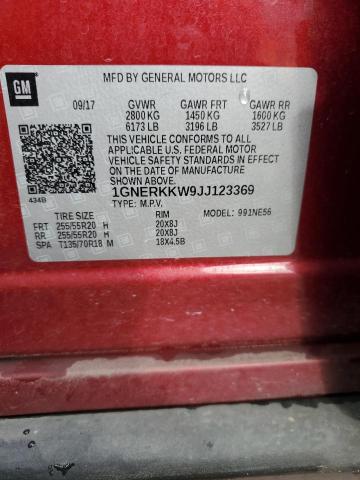 GM
MFD BY GENERAL MOTORS LLC
09/17 GVWR GAWR FRT GAWR RR
2800 KG 1450 KG 1600 KG
6173 LB 3196 LB 3527 LB
THIS VEHICLE CONFORMS TO ALL
APPLICABLE U.S. FEDERAL MOTOR
VEHICLE SAFETY STANDARDS IN
EFFECT ON THE DATE OF MANUFACTURE
SHOWN ABOVE.
1GNERKKW9JJ123369
434B TYPE: M.P.V. MODEL: 991NE56
TIRE SIZE RIM
FRT 255/55R20 H 20X8J
RR 255/55R20 H 20X8J
SPA T135/70R18 M 18X4.5B